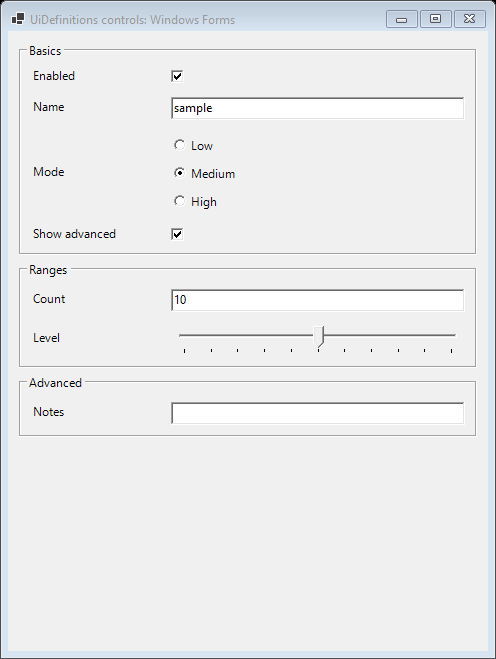 UiDefinitions controls: Windows Forms
Basics
Enabled
Name sample
Low
Mode Medium
High
Show advanced
Ranges
Count 10
Level
Advanced
Notes